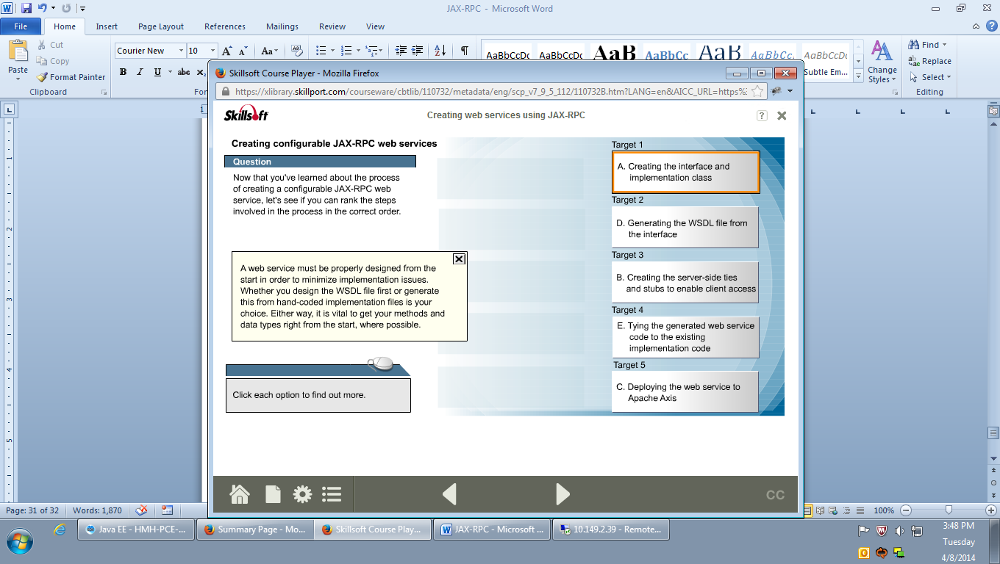 JAX-RPC - Microsoft Word
File Home Insert Page Layout References Mailings Review View
Paste
Cut
Copy
Format Painter
Clipboard
Courier New 10
B I U abc
AaBbCcDc AaBbCcDc AaB AaBbCc AaB AaBbCc. AaBbCcDc
Subtle Em...
Change
Styles
Find
Replace
Select
Editing
Skillsoft Course Player - Mozilla Firefox
https://xlibrary.skillport.com/courseware/cbtlib/110732/metadata/eng/scp_v7_9_5_112/110732B.htm?LANG=en&AICC_URL=https%
Skillsoft
Creating web services using JAX-RPC
?
Creating configurable JAX-RPC web services
Question
Now that you've learned about the process
of creating a configurable JAX-RPC web
service, let's see if you can rank the steps
involved in the process in the correct order.
A web service must be properly designed from the
start in order to minimize implementation issues.
Whether you design the WSDL file first or generate
this from hand-coded implementation files is your
choice. Either way, it is vital to get your methods and
data types right from the start, where possible.
Click each option to find out more.
Target 1
A. Creating the interface and
implementation class
Target 2
D. Generating the WSDL file from
the interface
Target 3
B. Creating the server-side ties
and stubs to enable client access
Target 4
E. Tying the generated web service
code to the existing
implementation code
Target 5
C. Deploying the web service to
Apache Axis
CC
Page: 31 of 32 Words: 1,870
100%
Java EE - HMH-PCE-...
Summary Page - Mo...
Skillsoft Course Play...
JAX-RPC - Microsoft ...
10.149.2.39 - Remote...
3:48 PM
Tuesday
4/8/2014